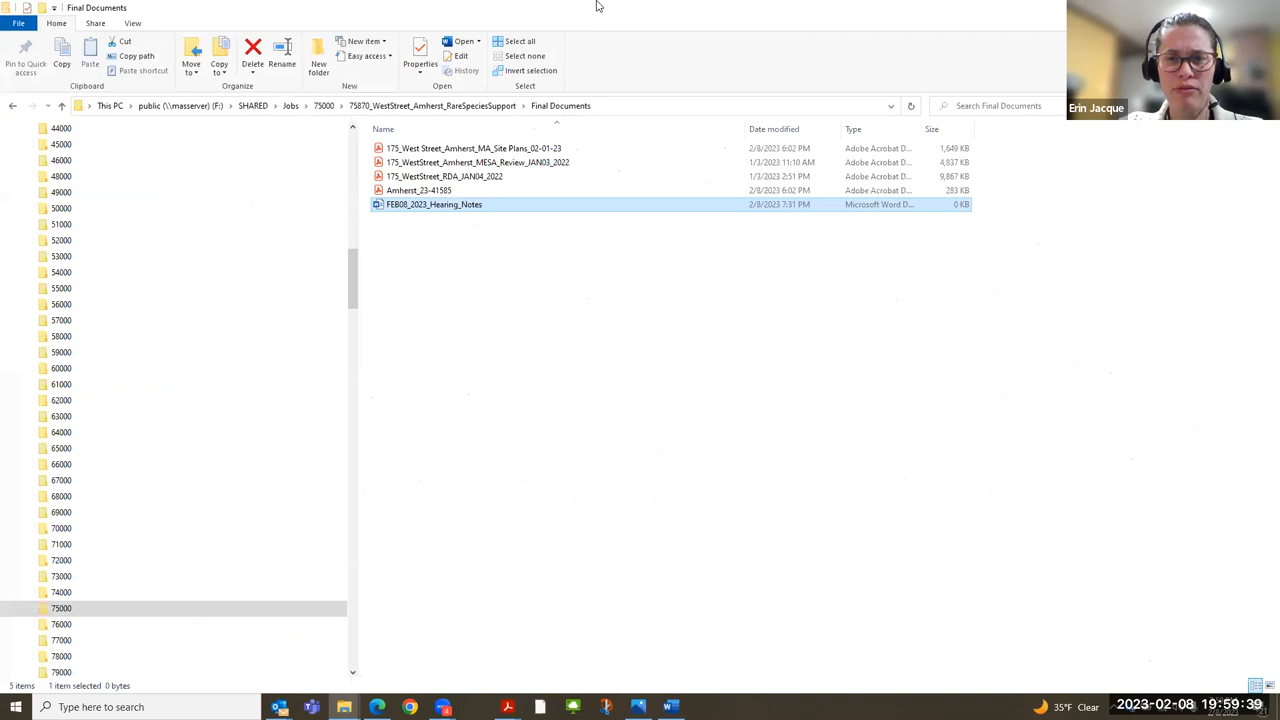 Final Documents
File Home Share View
Pin to Quick access
Copy
Paste
Cut
Copy path
Paste shortcut
Clipboard
Move to
Copy to
Delete
Rename
Organize
New folder
New item
Easy access
New
Properties
Open
Edit
History
Open
Select all
Select none
Invert selection
Select
Erin Jacque
This PC > public (\\masserver) (F:) > SHARED > Jobs > 75000 > 75870_WestStreet_Amherst_RareSpeciesSupport > Final Documents
Search Final Documents
Name Date modified Type Size
175_West Street_Amherst_MA_Site Plans_02-01-23 2/8/2023 6:02 PM Adobe Acrobat D... 1,649 KB
175_WestStreet_Amherst_MESA_Review_JAN03_2022 1/3/2023 11:10 AM Adobe Acrobat D... 4,837 KB
175_WestStreet_RDA_JAN04_2022 1/3/2023 2:51 PM Adobe Acrobat D... 9,867 KB
Amherst_23-41585 2/8/2023 6:02 PM Adobe Acrobat D... 283 KB
FEB08_2023_Hearing_Notes 2/8/2023 7:31 PM Microsoft Word D... 0 KB
44000
45000
46000
47000
48000
49000
50000
51000
52000
53000
54000
55000
56000
57000
58000
59000
60000
61000
62000
63000
64000
65000
66000
67000
68000
69000
70000
71000
72000
73000
74000
75000
76000
77000
78000
79000
5 items 1 item selected 0 bytes
Type here to search
35°F Clear
2023-02-08 19:59:39